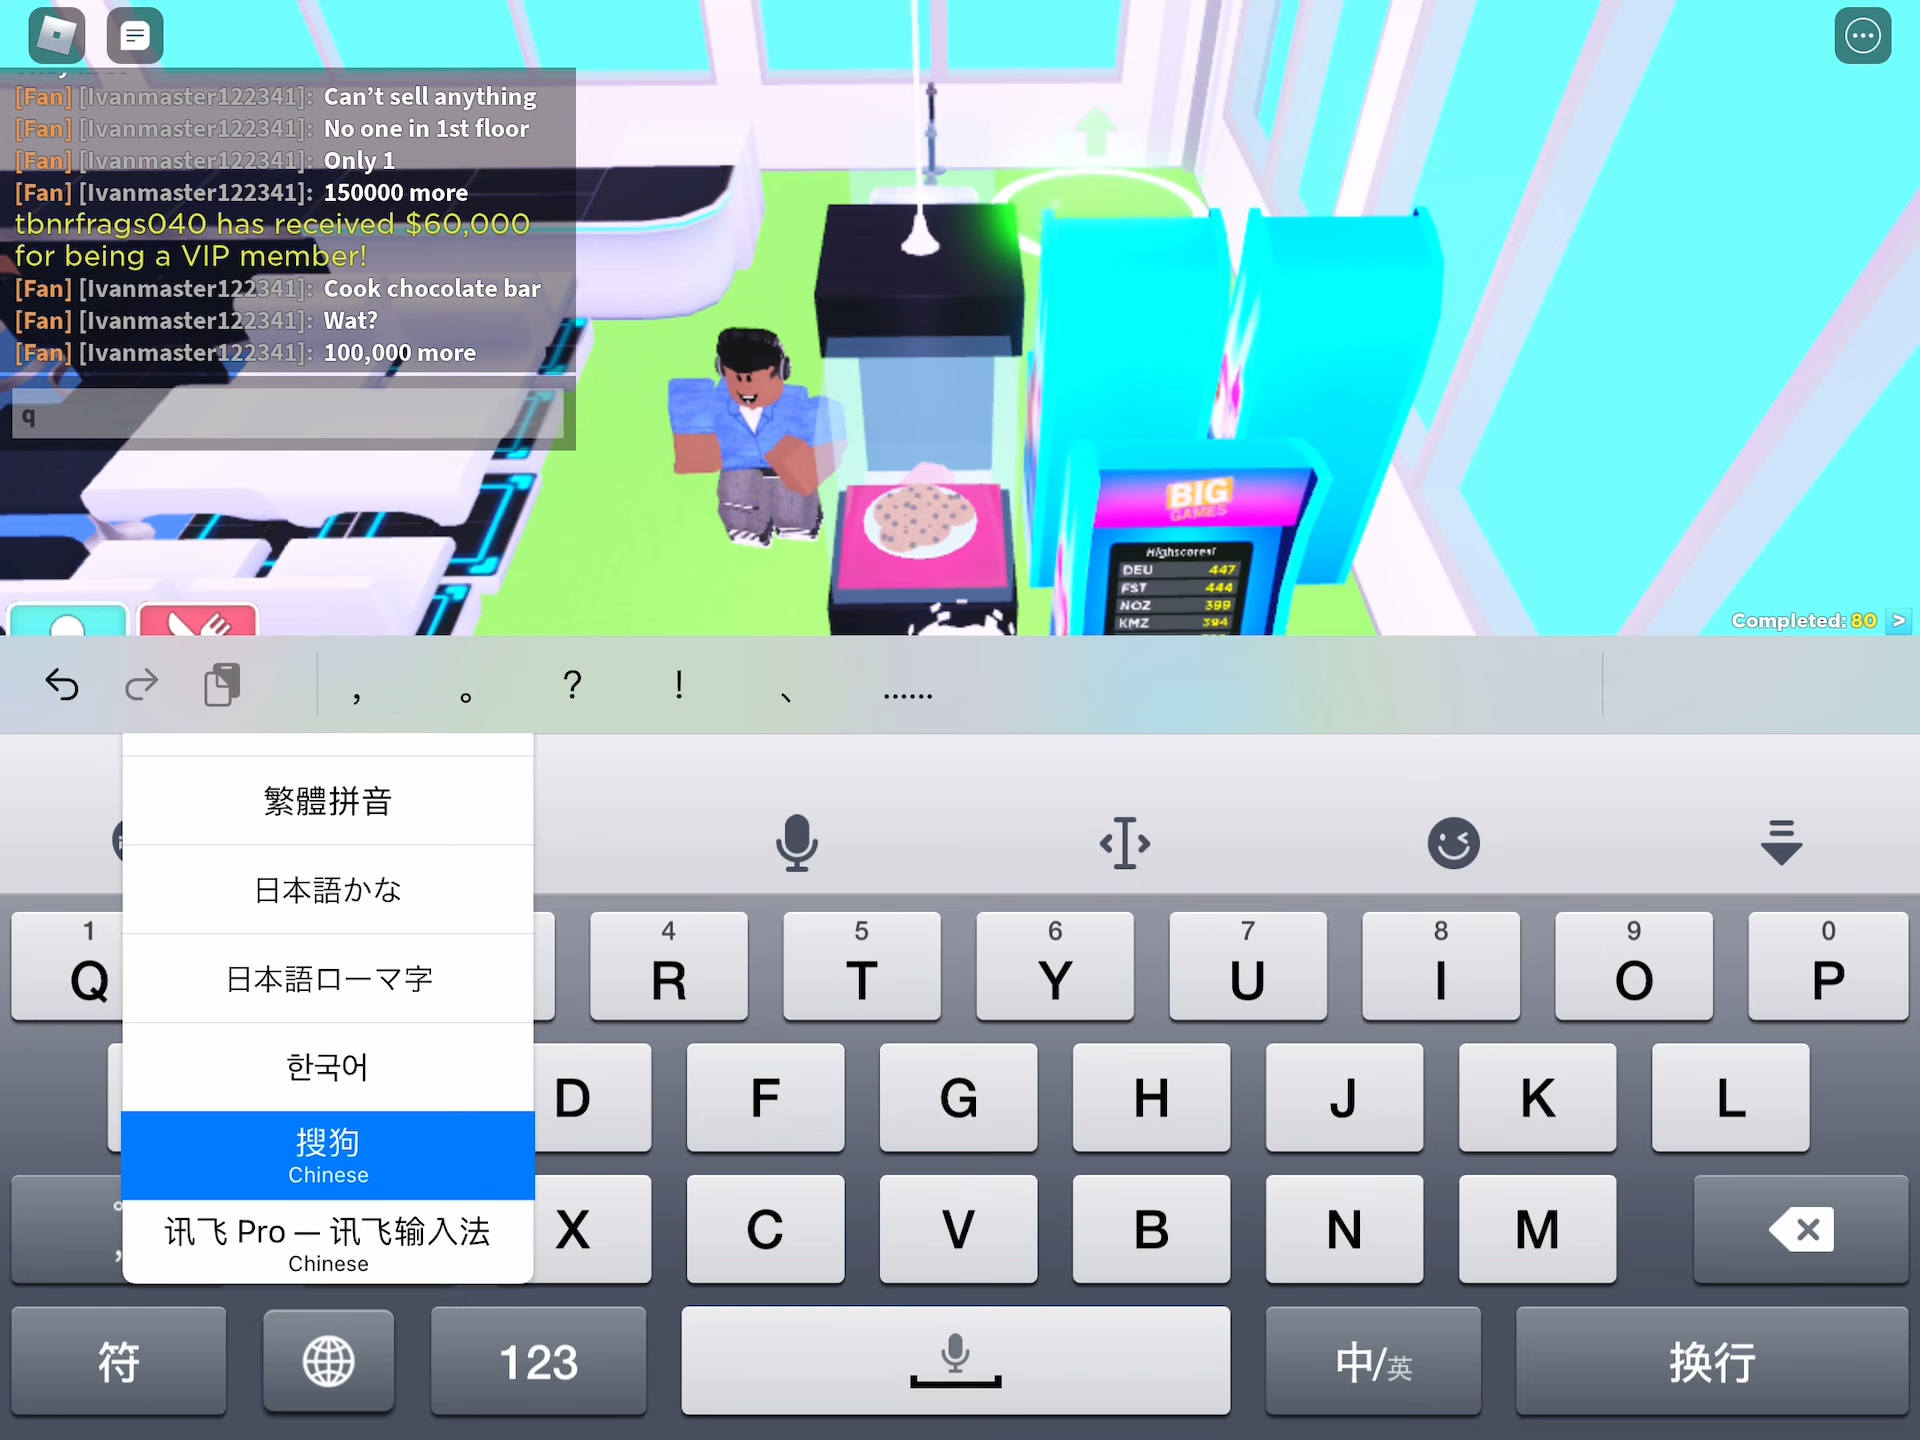 [Fan] [Ivanmaster122341]: Can't sell anything
[Fan] [Ivanmaster122341]: No one in 1st floor
[Fan] [Ivanmaster122341]: Only 1
[Fan] [Ivanmaster122341]: 150000 more
tbnrfrags040 has received $60,000
for being a VIP member!
[Fan] [Ivanmaster122341]: Cook chocolate bar
[Fan] [Ivanmaster122341]: Wat?
[Fan] [Ivanmaster122341]: 100,000 more
q
BIG
GAMES
Highscores!
DEU 447
FST 444
NOZ 399
KMZ 394
Completed: 80 >
， 。 ? ! 、 ......
繁體拼音
日本語かな
日本語ローマ字
한국어
搜狗
Chinese
讯飞 Pro — 讯飞输入法
Chinese
1 4 5 6 7 8 9 0
Q R T Y U I O P
D F G H J K L
X C V B N M
符 123 中/英 换行